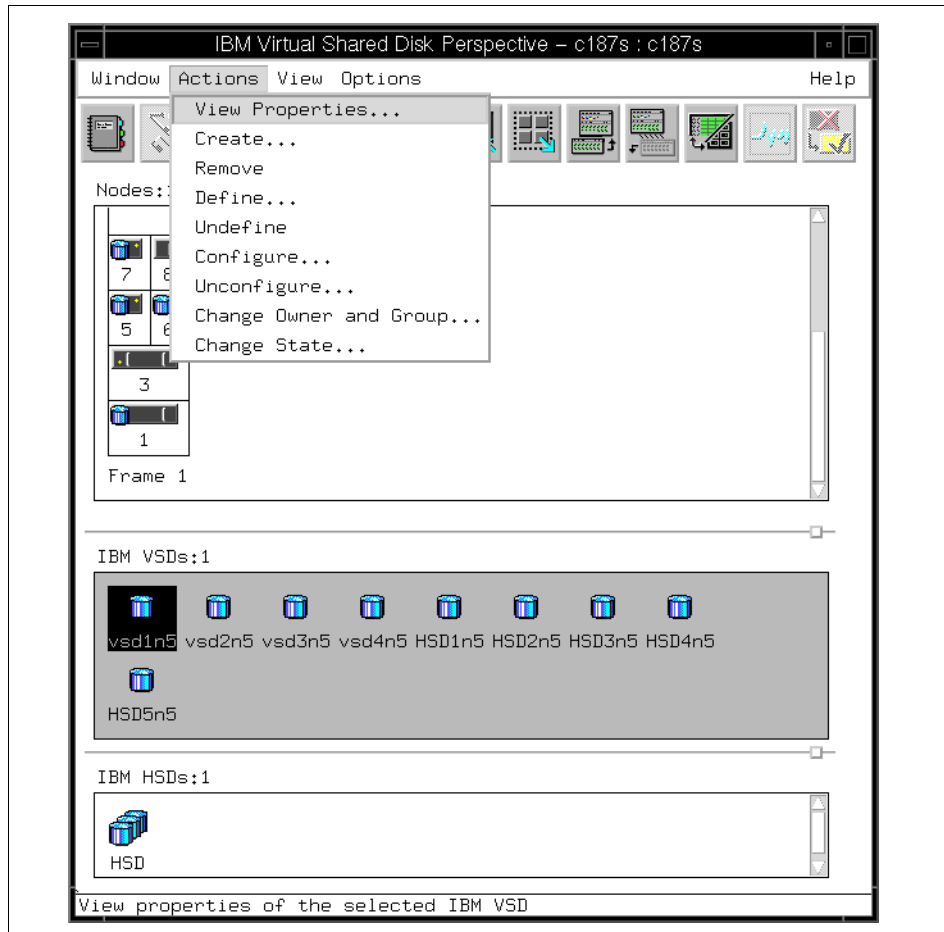 IBM Virtual Shared Disk Perspective – c187s : c187s
Window Actions View Options Help
View Properties...
Create...
Remove
Define...
Undefine
Configure...
Unconfigure...
Change Owner and Group...
Change State...
Nodes:
7 8
5 6
3
1
Frame 1
IBM VSDs:1
vsd1n5 vsd2n5 vsd3n5 vsd4n5 HSD1n5 HSD2n5 HSD3n5 HSD4n5
HSD5n5
IBM HSDs:1
HSD
View properties of the selected IBM VSD